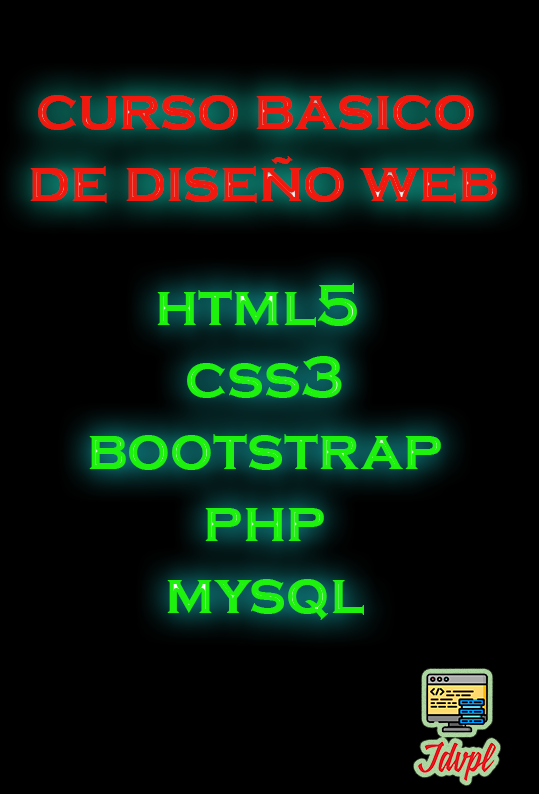 CURSO BASICO
DE DISEÑO WEB
HTML5
CSS3
BOOTSTRAP
PHP
MYSQL
</>
Jdvpl